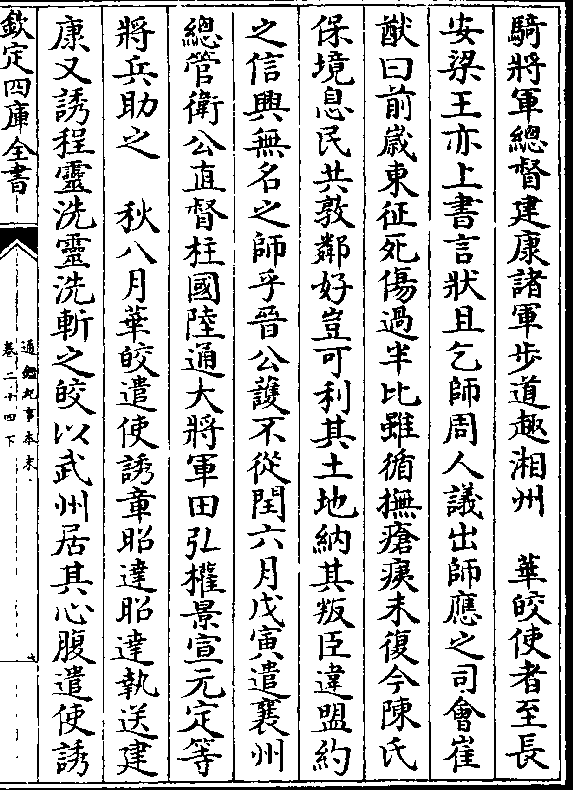 騎將軍總督建康諸軍步道趣湘州　華皎使者至長
安梁王亦上書言狀且乞師周人議出師應之司會崔
猷曰前歲東征死傷過半比雖循撫瘡痍未復今陳氏
保境息民共敦鄰好豈可利其土地納其叛臣違盟約
之信興無名之師乎晉公護不從閏六月戊寅遣襄州
總管衛公直督柱國陸通大將軍田弘權景宣元定等
將兵助之　秋八月華皎遣使誘章昭達昭達執送建
康又誘程靈洗靈洗斬之皎以武州居其心腹遣使誘
欽定四庫全書
通鑑紀事本末
卷二十四下